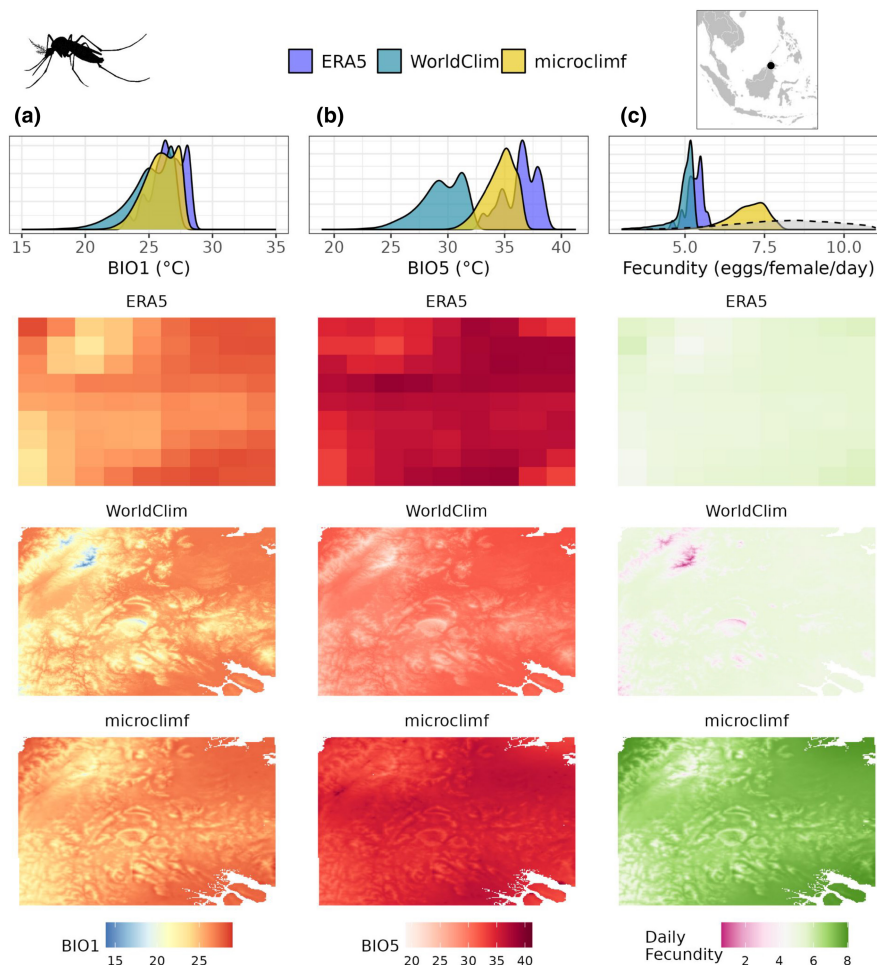 ERA5 WorldClim microclimf
(a) (b) (c)
15 20 25 30 35
BIO1 (°C)
20 25 30 35 40
BIO5 (°C)
5.0 7.5 10.0
Fecundity (eggs/female/day)
ERA5 ERA5 ERA5
WorldClim WorldClim WorldClim
microclimf microclimf microclimf
BIO1
15 20 25
BIO5
20 25 30 35 40
Daily
Fecundity
2 4 6 8